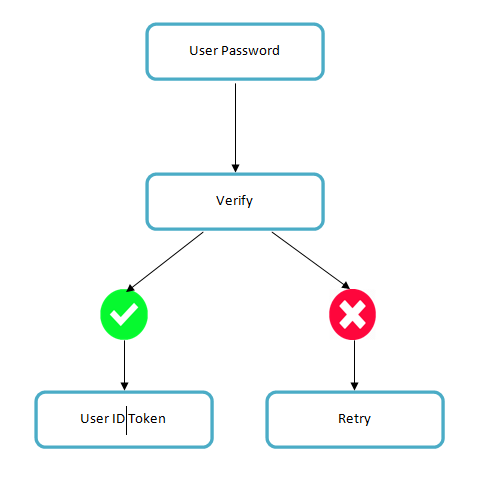 User Password
Verify
User ID Token
Retry